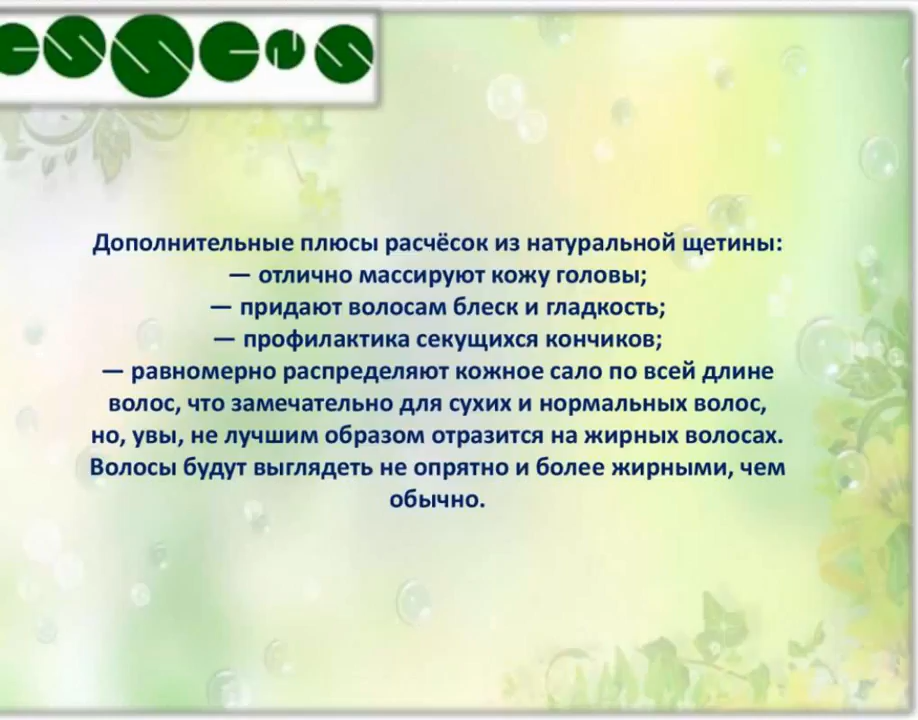 Дополнительные плюсы расчёсок из натуральной щетины:
— отлично массируют кожу головы;
— придают волосам блеск и гладкость;
— профилактика секущихся кончиков;
— равномерно распределяют кожное сало по всей длине
волос, что замечательно для сухих и нормальных волос,
но, увы, не лучшим образом отразится на жирных волосах.
Волосы будут выглядеть не опрятно и более жирными, чем
обычно.